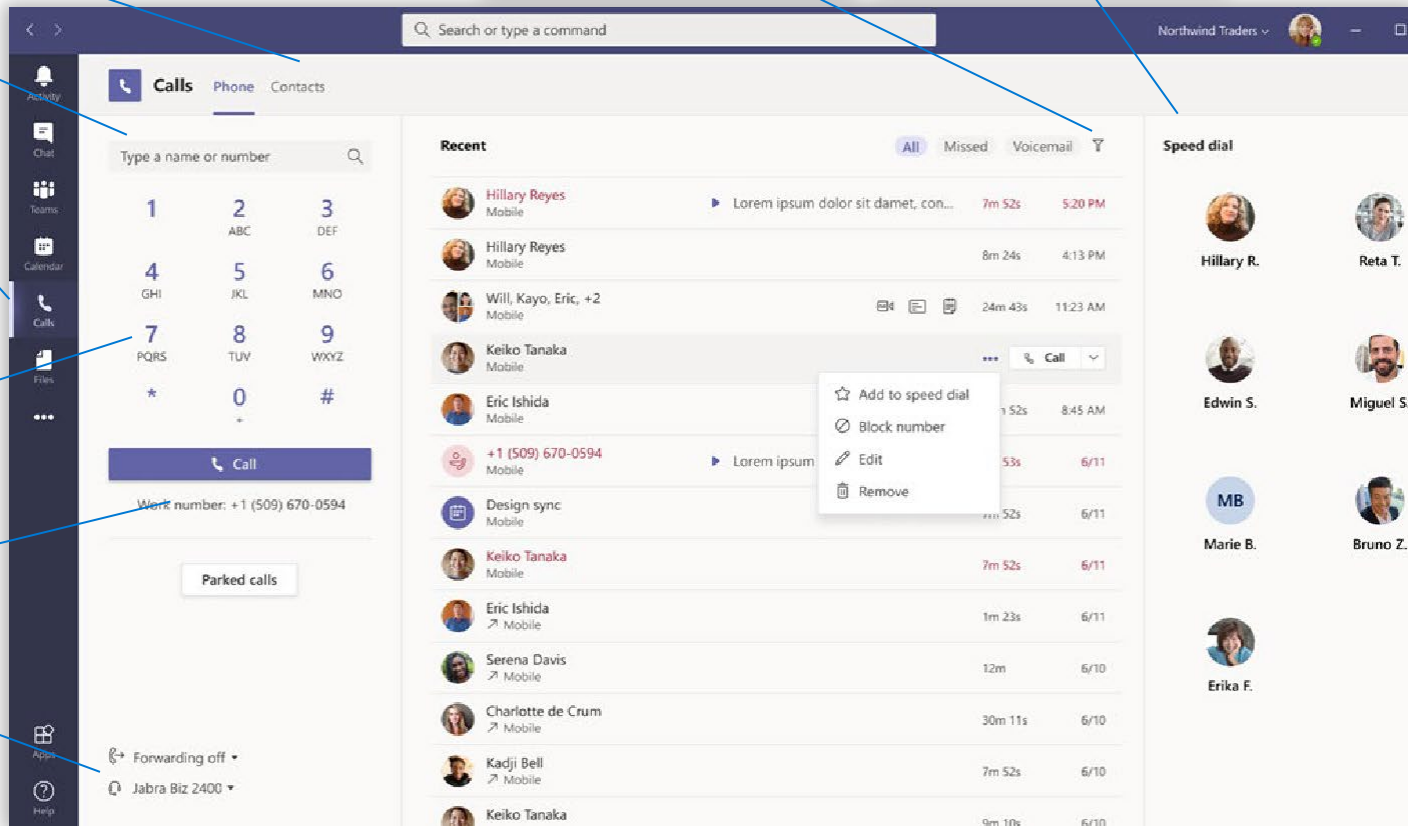 Search or type a command
Northwind Traders
Activity
Chat
Teams
Calendar
Calls
Files
Apps
Help
Calls Phone Contacts
Type a name or number
1 2 3
ABC DEF
4 5 6
GHI JKL MNO
7 8 9
PQRS TUV WXYZ
* 0 #
+
Call
Work number: +1 (509) 670-0594
Parked calls
Forwarding off
Jabra Biz 2400
Recent All Missed Voicemail
Hillary Reyes
Mobile
Lorem ipsum dolor sit damet, con... 7m 52s 5:20 PM
Hillary Reyes
Mobile
8m 24s 4:13 PM
Will, Kayo, Eric, +2
Mobile
24m 43s 11:23 AM
Keiko Tanaka
Mobile
Call
Add to speed dial
Block number
Edit
Remove
Eric Ishida
Mobile
52s 8:45 AM
+1 (509) 670-0594
Mobile
Lorem ipsum 53s 6/11
Design sync
Mobile
52s 6/11
Keiko Tanaka
Mobile
7m 52s 6/11
Eric Ishida
Mobile
1m 23s 6/11
Serena Davis
Mobile
12m 6/10
Charlotte de Crum
Mobile
30m 11s 6/10
Kadji Bell
Mobile
7m 52s 6/10
Keiko Tanaka
9m 10s 6/10
Speed dial
Hillary R. Reta T.
Edwin S. Miguel S.
MB
Marie B. Bruno Z.
Erika F.